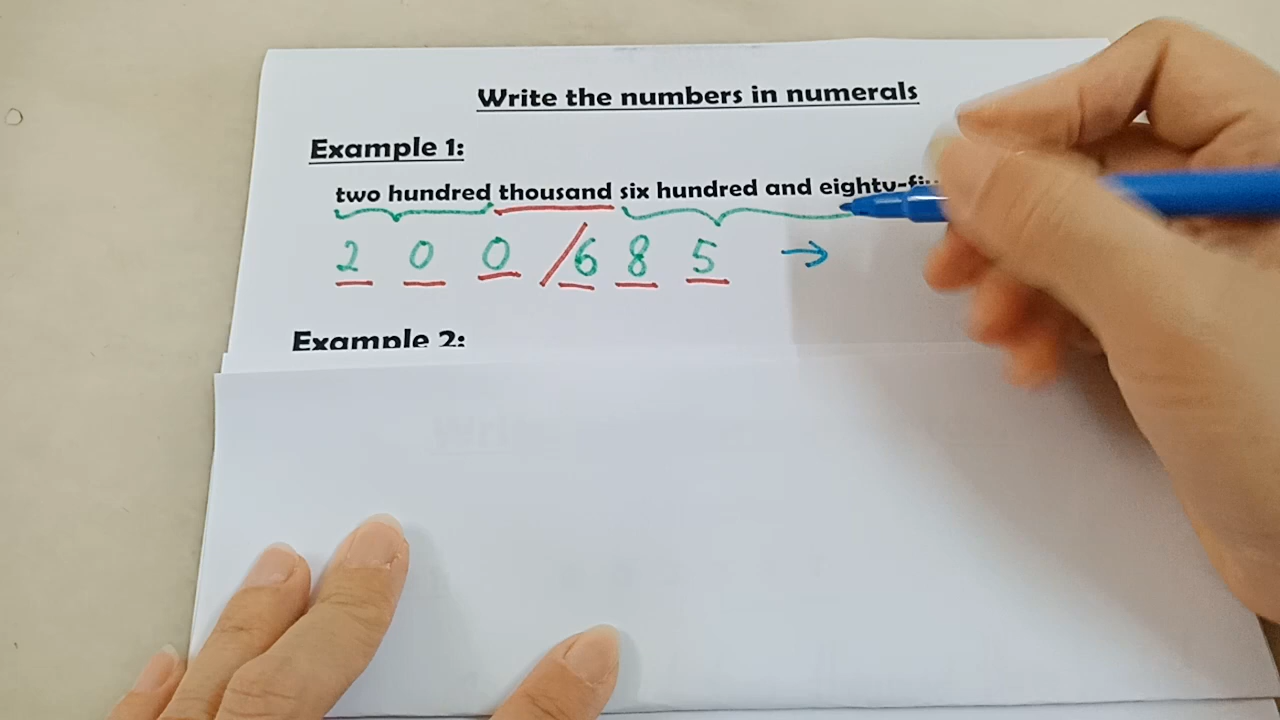 Write the numbers in numerals
Example 1:
two hundred thousand six hundred and
2 0 0 / 6 8 5 →
Example 2: